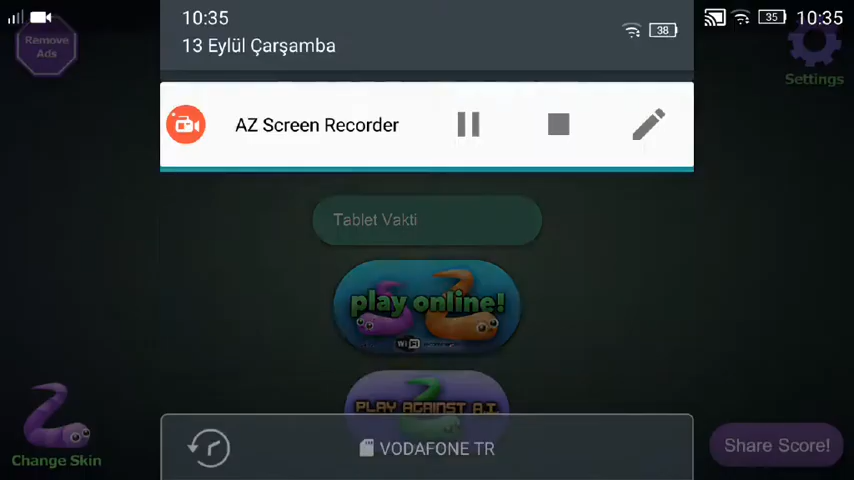 10:35
13 Eylül Çarşamba
38
35
10:35
Remove
Ads
Settings
AZ Screen Recorder
Tablet Vakti
play online!
WiFi
PLAY AGAINST A.I.
Change Skin
VODAFONE TR
Share Score!